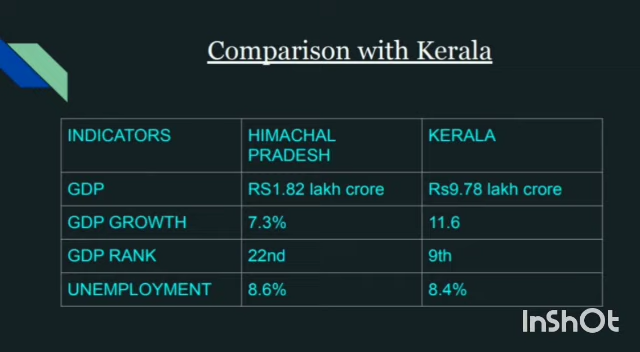 Comparison with Kerala
INDICATORS HIMACHAL PRADESH KERALA
GDP RS1.82 lakh crore Rs9.78 lakh crore
GDP GROWTH 7.3% 11.6
GDP RANK 22nd 9th
UNEMPLOYMENT 8.6% 8.4%
InShOt